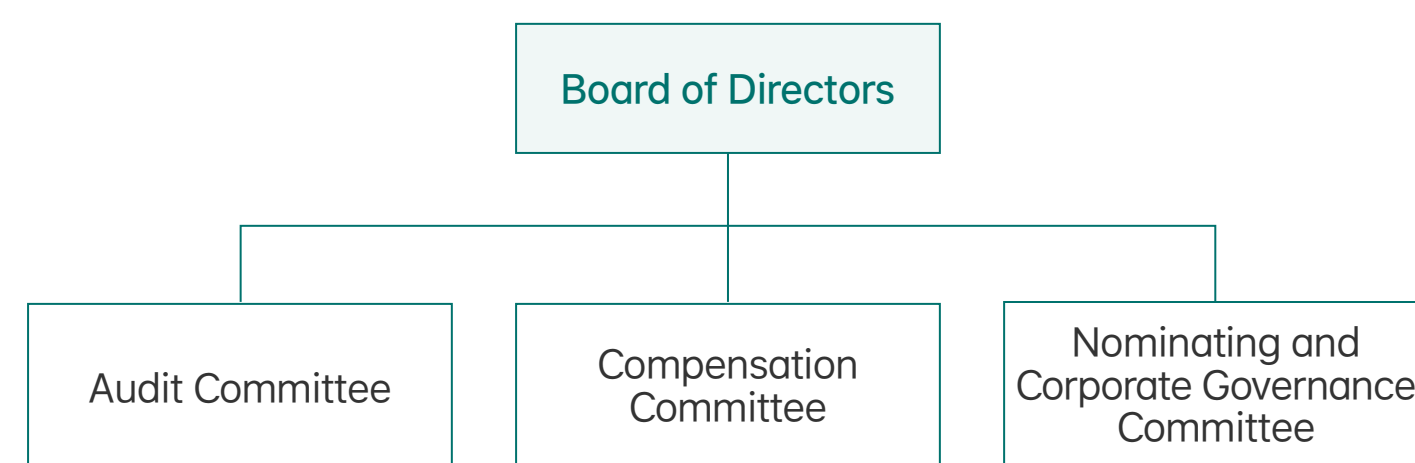 Board of Directors
Audit Committee
Compensation
Committee
Nominating and
Corporate Governance
Committee